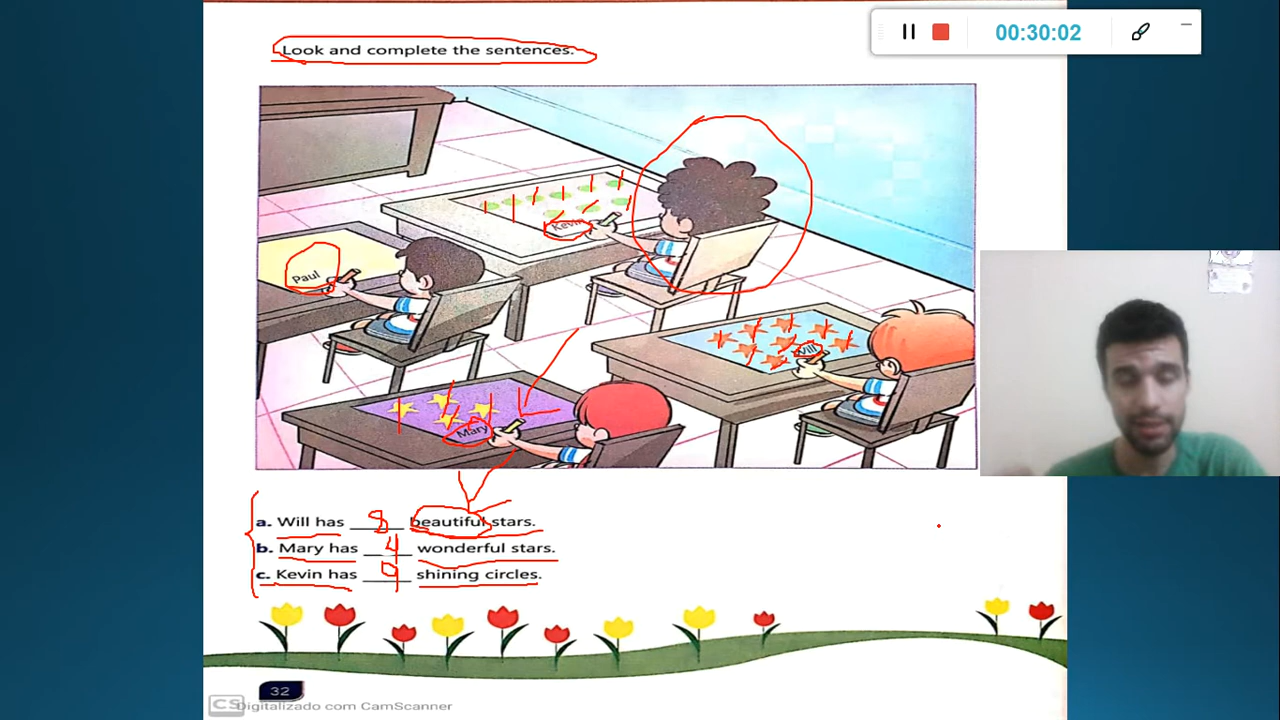 Look and complete the sentences.
00:30:02
Kevin
Paul
Will
Mary
a. Will has 8 beautiful stars.
b. Mary has 4 wonderful stars.
c. Kevin has 9 shining circles.
32
CS Digitalizado com CamScanner